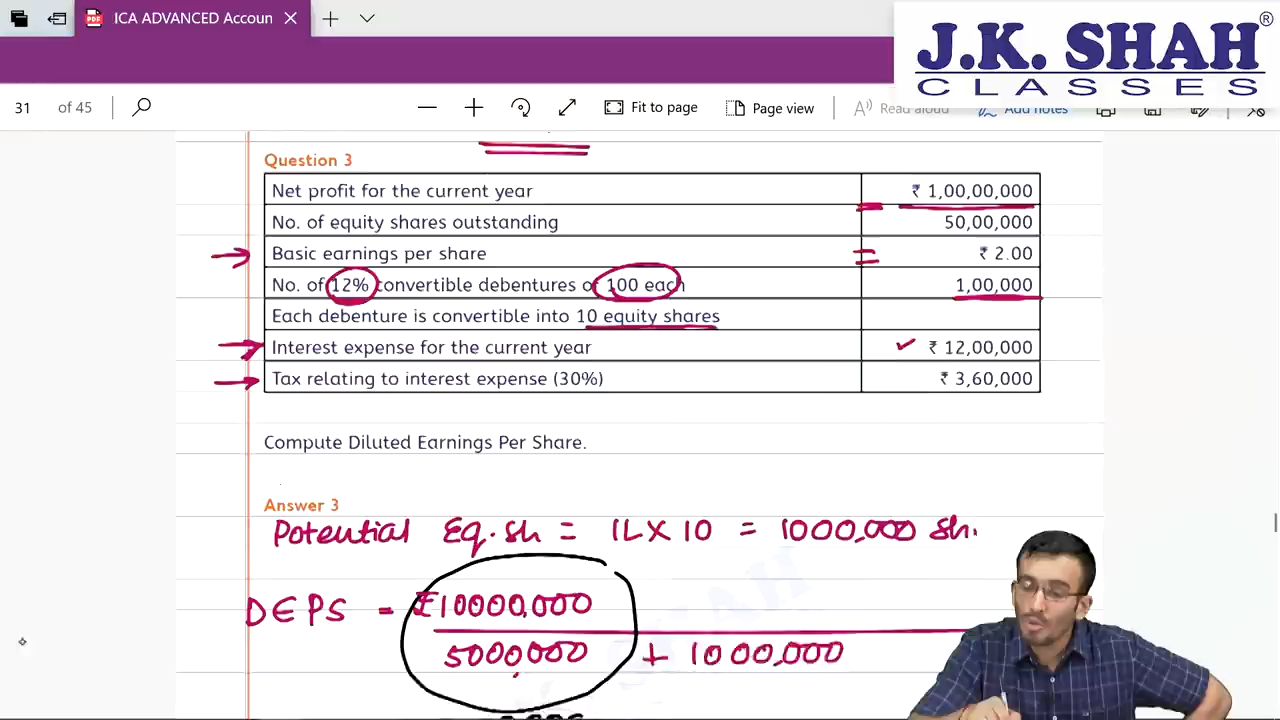 ICA ADVANCED Accoun
J.K. SHAH®
CLASSES
31 of 45
Fit to page
Page view
Read aloud
Add notes
Question 3
Net profit for the current year ₹ 1,00,00,000
No. of equity shares outstanding 50,00,000
Basic earnings per share ₹ 2.00
No. of 12% convertible debentures of 100 each 1,00,000
Each debenture is convertible into 10 equity shares
Interest expense for the current year ₹ 12,00,000
Tax relating to interest expense (30%) ₹ 3,60,000
Compute Diluted Earnings Per Share.
Answer 3
Potential Eq.sh = 1L X 10 = 1000,000 Sh.
DEPS = ₹10000,000
5000,000 + 1000,000